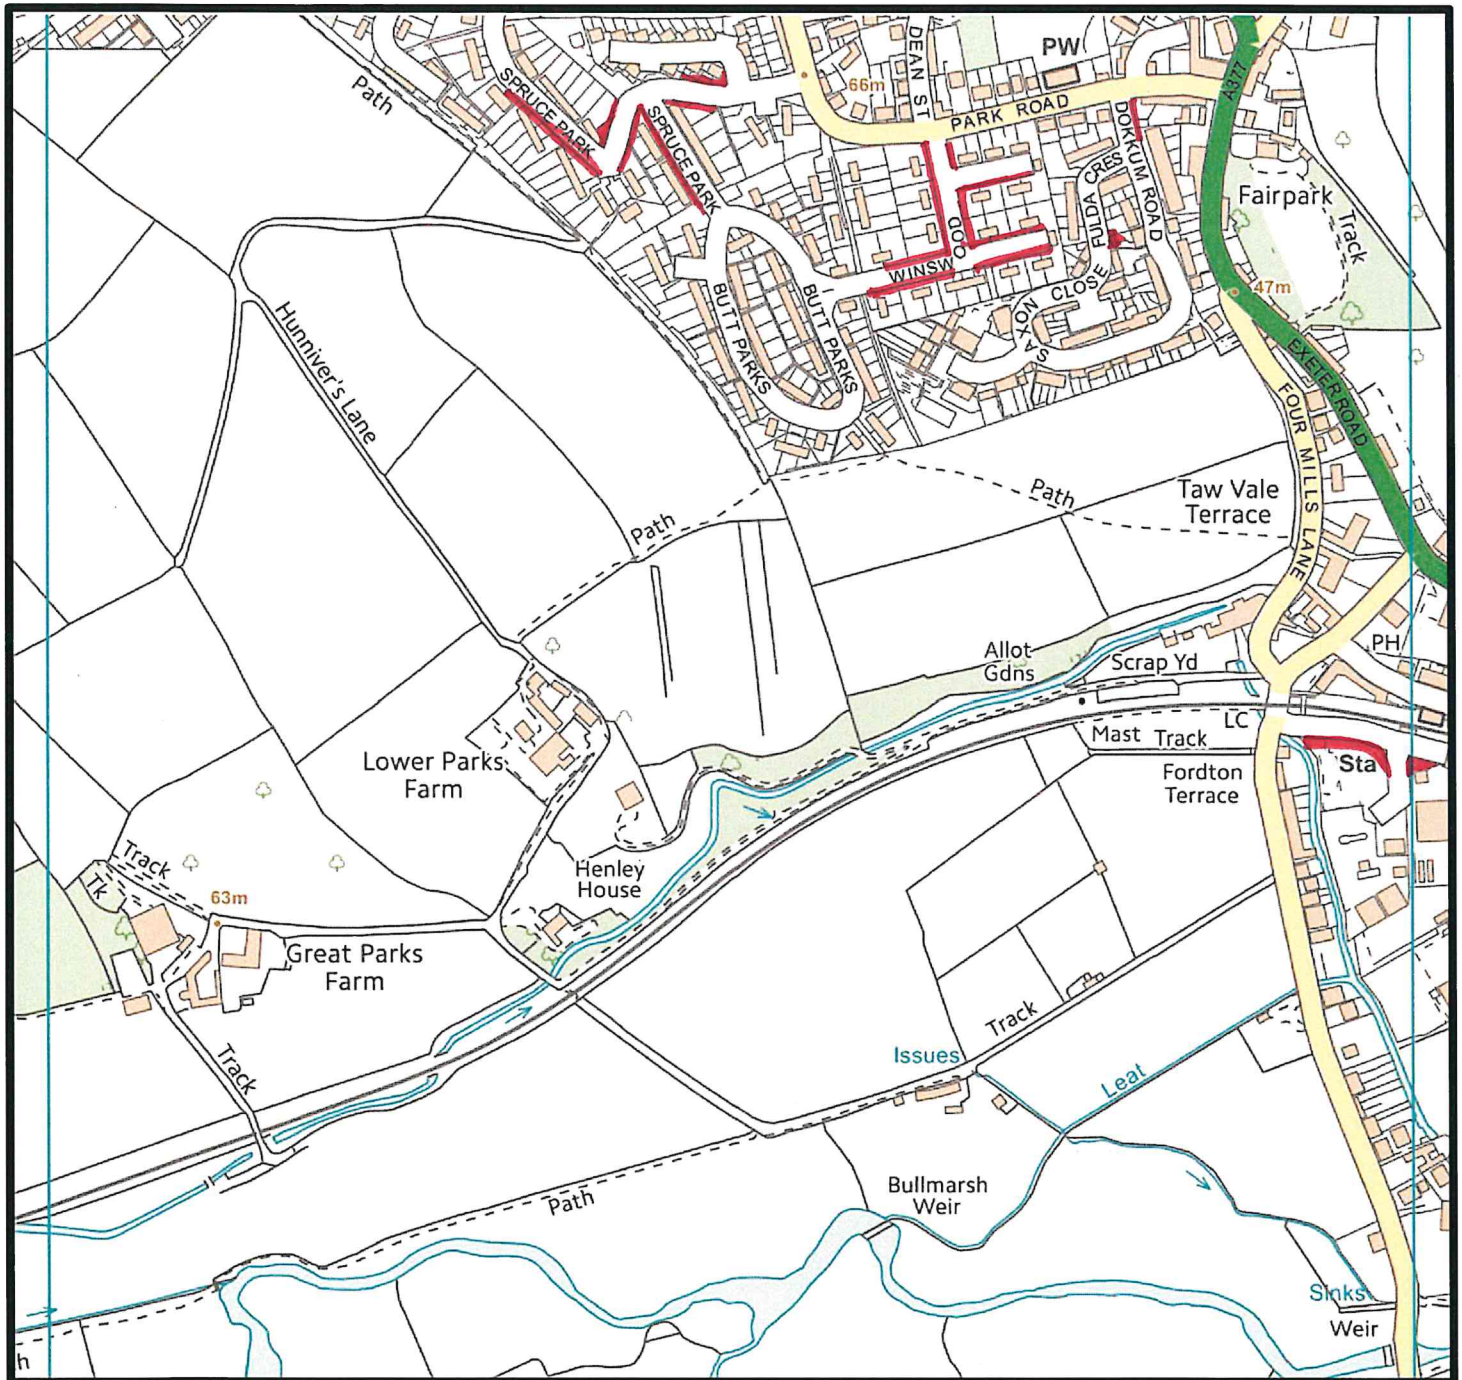 PW
DEAN ST
A377
Path
SPRUCE PARK
SPRUCE PARK
66m
PARK ROAD
DOKKUM ROAD
FULDA CRES
Fairpark
Track
WINSWOOD
SAXON CLOSE
47m
BUTT PARKS
BUTT PARKS
Hunniver's Lane
EXETER ROAD
FOUR MILLS LANE
Path
Path
Taw Vale
Terrace
Allot
Gdns
Scrap Yd
PH
LC
Mast
Track
Sta
Lower Parks
Farm
Fordton
Terrace
Track
Tk
Henley
House
63m
Great Parks
Farm
Track
Track
Issues
Leat
Path
Bullmarsh
Weir
Sinks
Weir
h